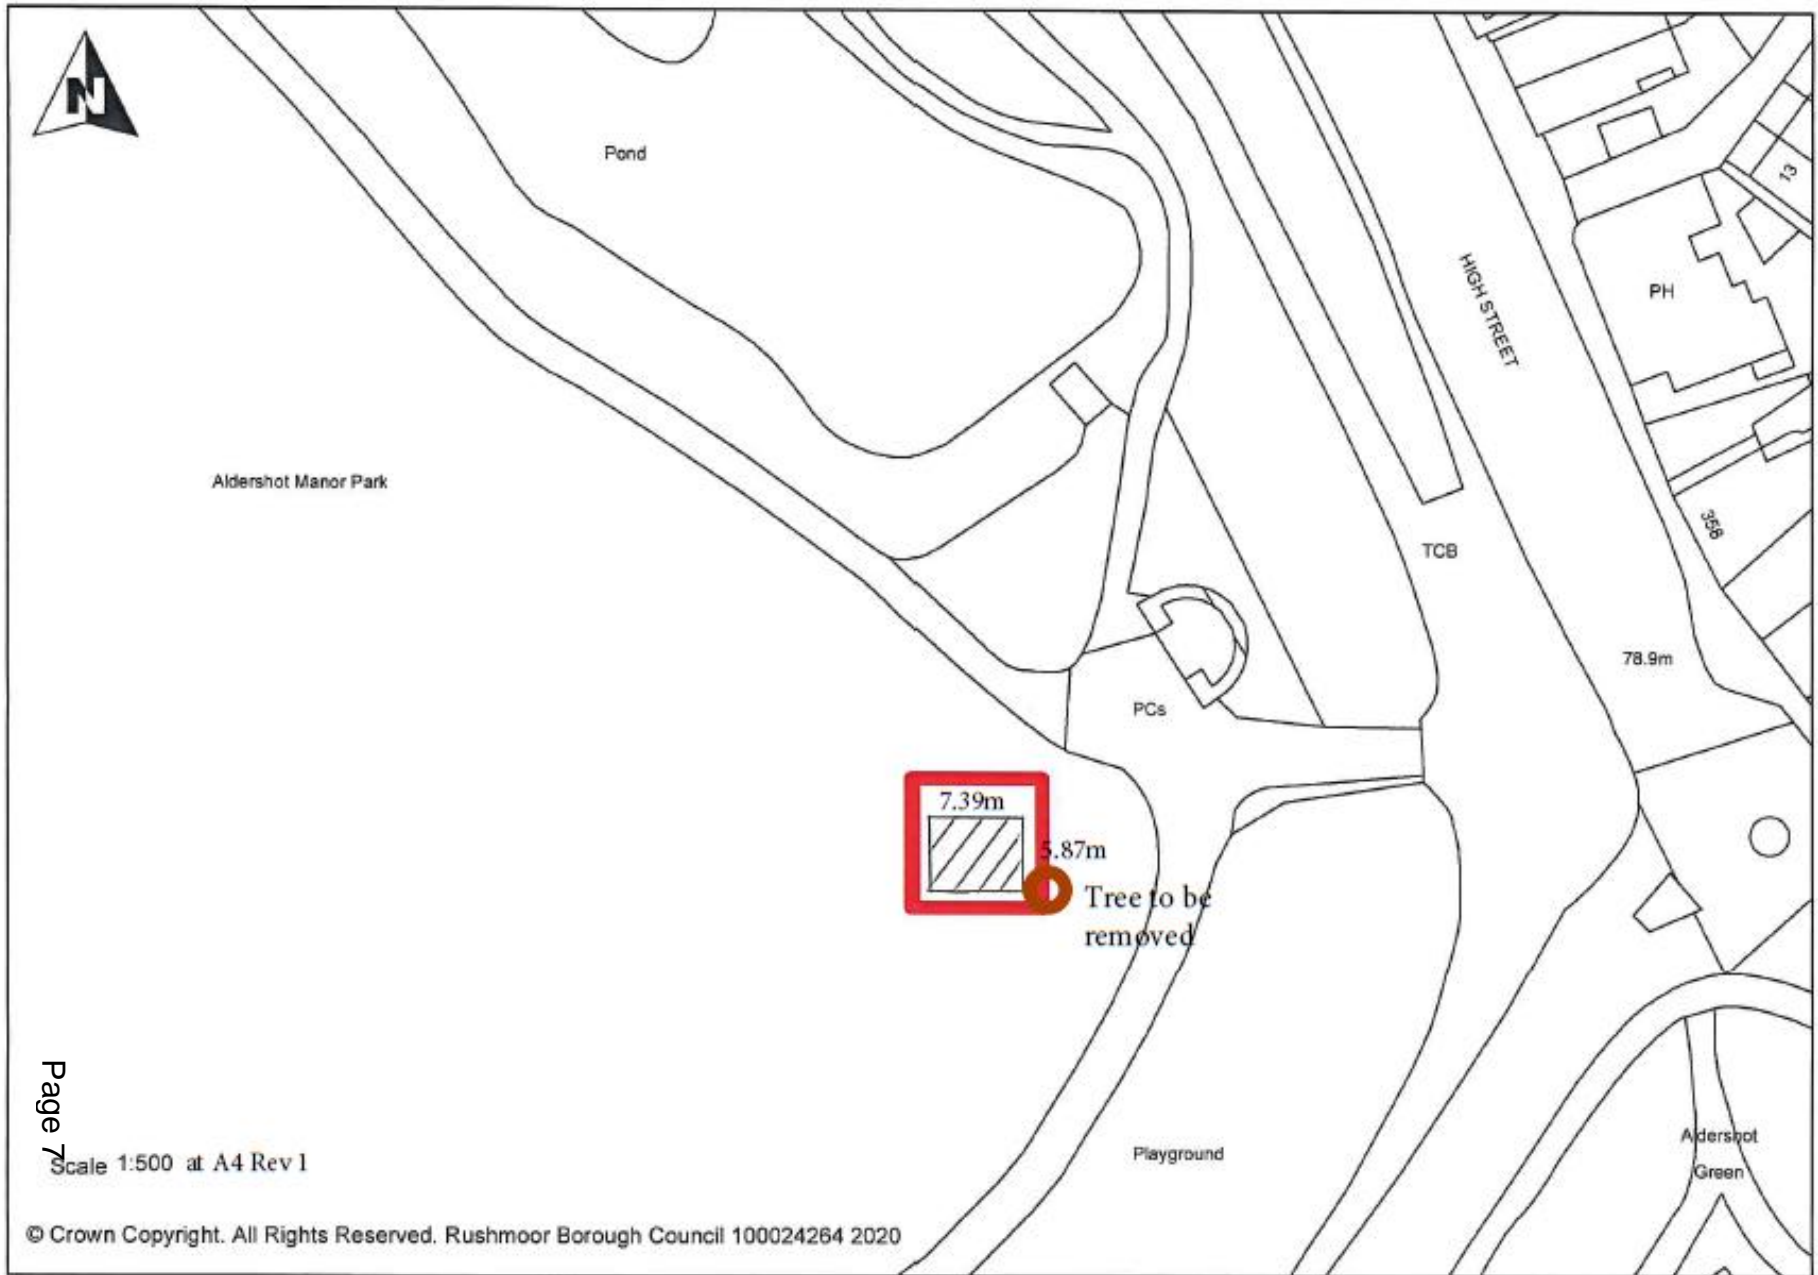 N
Pond
13
HIGH STREET
PH
Aldershot Manor Park
358
TCB
78.9m
PCs
7.39m
5.87m
Tree to be
removed
Page 7
Playground
Aldershot
Green
Scale 1:500 at A4 Rev 1
© Crown Copyright. All Rights Reserved. Rushmoor Borough Council 100024264 2020